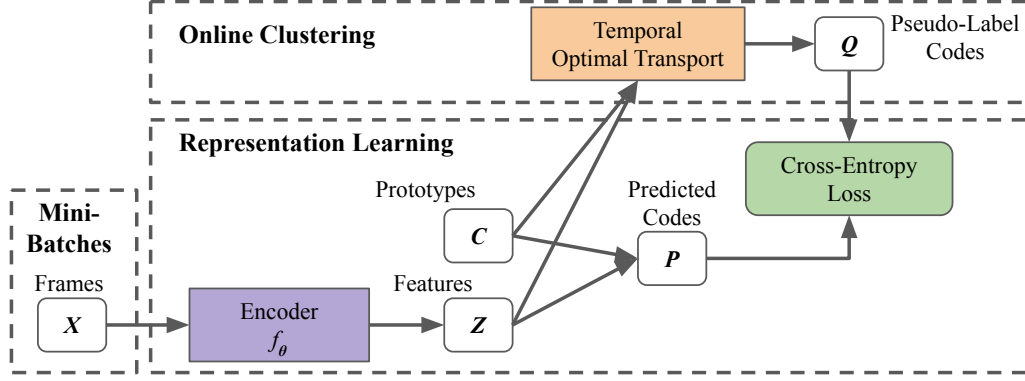 Online Clustering
Temporal
Optimal Transport
Q
Pseudo-Label
Codes
Representation Learning
Cross-Entropy
Loss
Prototypes
C
Predicted
Codes
P
Mini-
Batches
Frames
X
Encoder
fθ
Features
Z